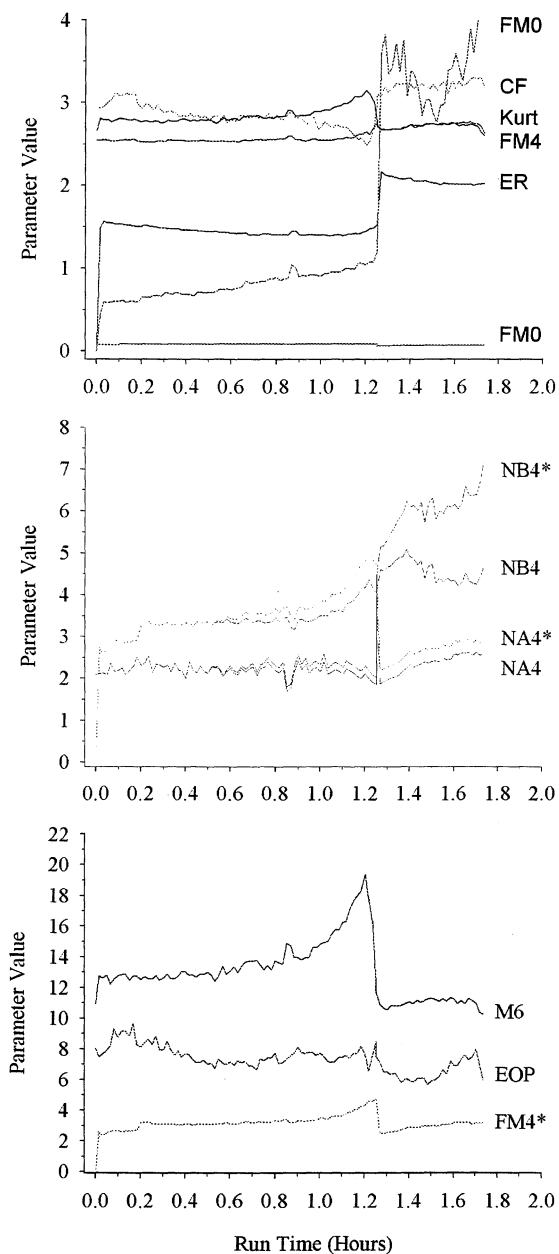 4
3
2
1
0
Parameter Value
FM0
CF
Kurt
FM4
ER
FM0
0.0 0.2 0.4 0.6 0.8 1.0 1.2 1.4 1.6 1.8 2.0
8
7
6
5
4
3
2
1
0
Parameter Value
NB4*
NB4
NA4*
NA4
0.0 0.2 0.4 0.6 0.8 1.0 1.2 1.4 1.6 1.8 2.0
22
20
18
16
14
12
10
8
6
4
2
0
Parameter Value
M6
EOP
FM4*
0.0 0.2 0.4 0.6 0.8 1.0 1.2 1.4 1.6 1.8 2.0
Run Time (Hours)